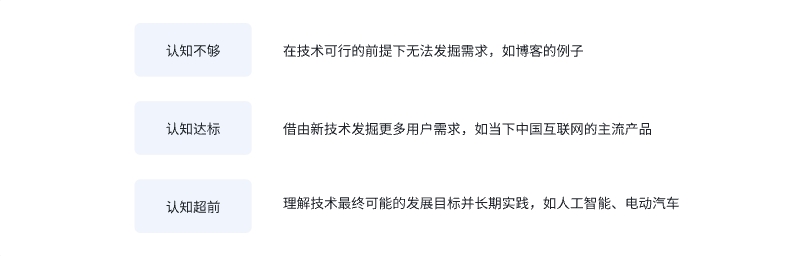 认知不够
在技术可行的前提下无法发掘需求，如博客的例子
认知达标
借由新技术发掘更多用户需求，如当下中国互联网的主流产品
认知超前
理解技术最终可能的发展目标并长期实践，如人工智能、电动汽车